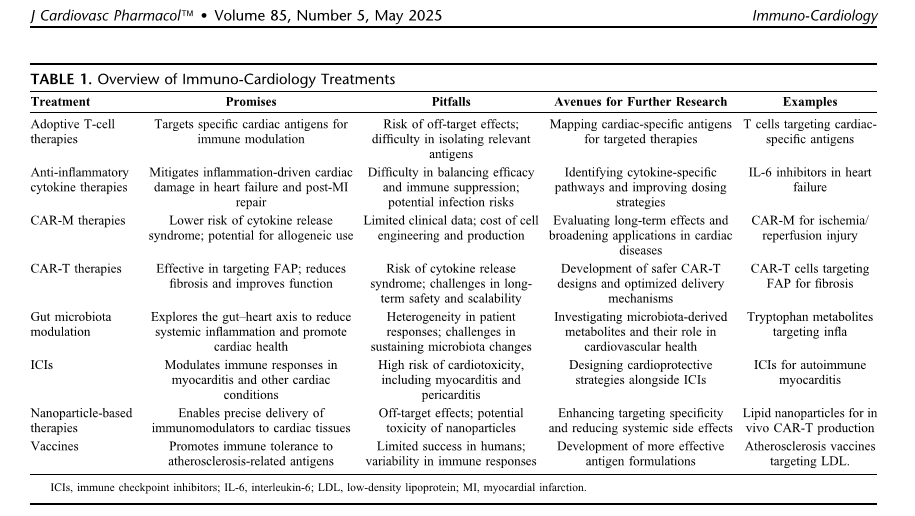 J Cardiovasc Pharmacol™ • Volume 85, Number 5, May 2025
Immuno-Cardiology
TABLE 1. Overview of Immuno-Cardiology Treatments
Treatment Promises Pitfalls Avenues for Further Research Examples
Adoptive T-cell Targets specific cardiac antigens for Risk of off-target effects; Mapping cardiac-specific antigens T cells targeting cardiac-
therapies immune modulation difficulty in isolating relevant for targeted therapies specific antigens
antigens
Anti-inflammatory Mitigates inflammation-driven cardiac Difficulty in balancing efficacy Identifying cytokine-specific IL-6 inhibitors in heart
cytokine therapies damage in heart failure and post-MI and immune suppression; pathways and improving dosing failure
repair potential infection risks strategies
CAR-M therapies Lower risk of cytokine release Limited clinical data; cost of cell Evaluating long-term effects and CAR-M for ischemia/
syndrome; potential for allogeneic use engineering and production broadening applications in cardiac reperfusion injury
diseases
CAR-T therapies Effective in targeting FAP; reduces Risk of cytokine release Development of safer CAR-T CAR-T cells targeting
fibrosis and improves function syndrome; challenges in long- designs and optimized delivery FAP for fibrosis
term safety and scalability mechanisms
Gut microbiota Explores the gut–heart axis to reduce Heterogeneity in patient Investigating microbiota-derived Tryptophan metabolites
modulation systemic inflammation and promote responses; challenges in metabolites and their role in targeting infla
cardiac health sustaining microbiota changes cardiovascular health
ICIs Modulates immune responses in High risk of cardiotoxicity, Designing cardioprotective ICIs for autoimmune
myocarditis and other cardiac including myocarditis and strategies alongside ICIs myocarditis
conditions pericarditis
Nanoparticle-based Enables precise delivery of Off-target effects; potential Enhancing targeting specificity Lipid nanoparticles for in
therapies immunomodulators to cardiac tissues toxicity of nanoparticles and reducing systemic side effects vivo CAR-T production
Vaccines Promotes immune tolerance to Limited success in humans; Development of more effective Atherosclerosis vaccines
atherosclerosis-related antigens variability in immune responses antigen formulations targeting LDL.
ICIs, immune checkpoint inhibitors; IL-6, interleukin-6; LDL, low-density lipoprotein; MI, myocardial infarction.